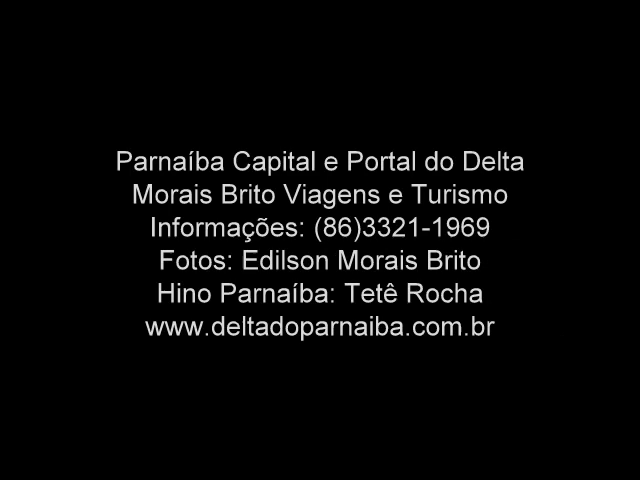 Parnaíba Capital e Portal do Delta
Morais Brito Viagens e Turismo
Informações: (86)3321-1969
Fotos: Edilson Morais Brito
Hino Parnaíba: Tetê Rocha
www.deltadoparnaiba.com.br